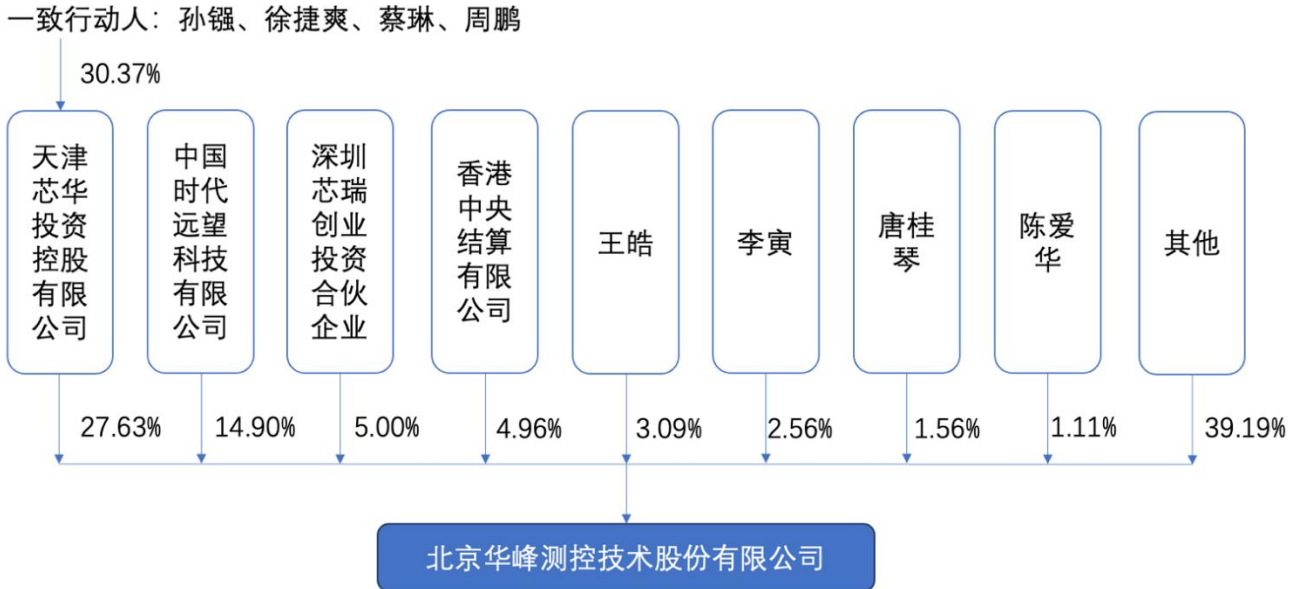 一致行动人：孙镪、徐捷爽、蔡琳、周鹏
30.37%
天津
芯华
投资
控股
有限
公司
中国
时代
远望
科技
有限
公司
深圳
芯瑞
创业
投资
合伙
企业
香港
中央
结算
有限
公司
王皓
李寅
唐桂
琴
陈爱
华
其他
27.63%
14.90%
5.00%
4.96%
3.09%
2.56%
1.56%
1.11%
39.19%
北京华峰测控技术股份有限公司